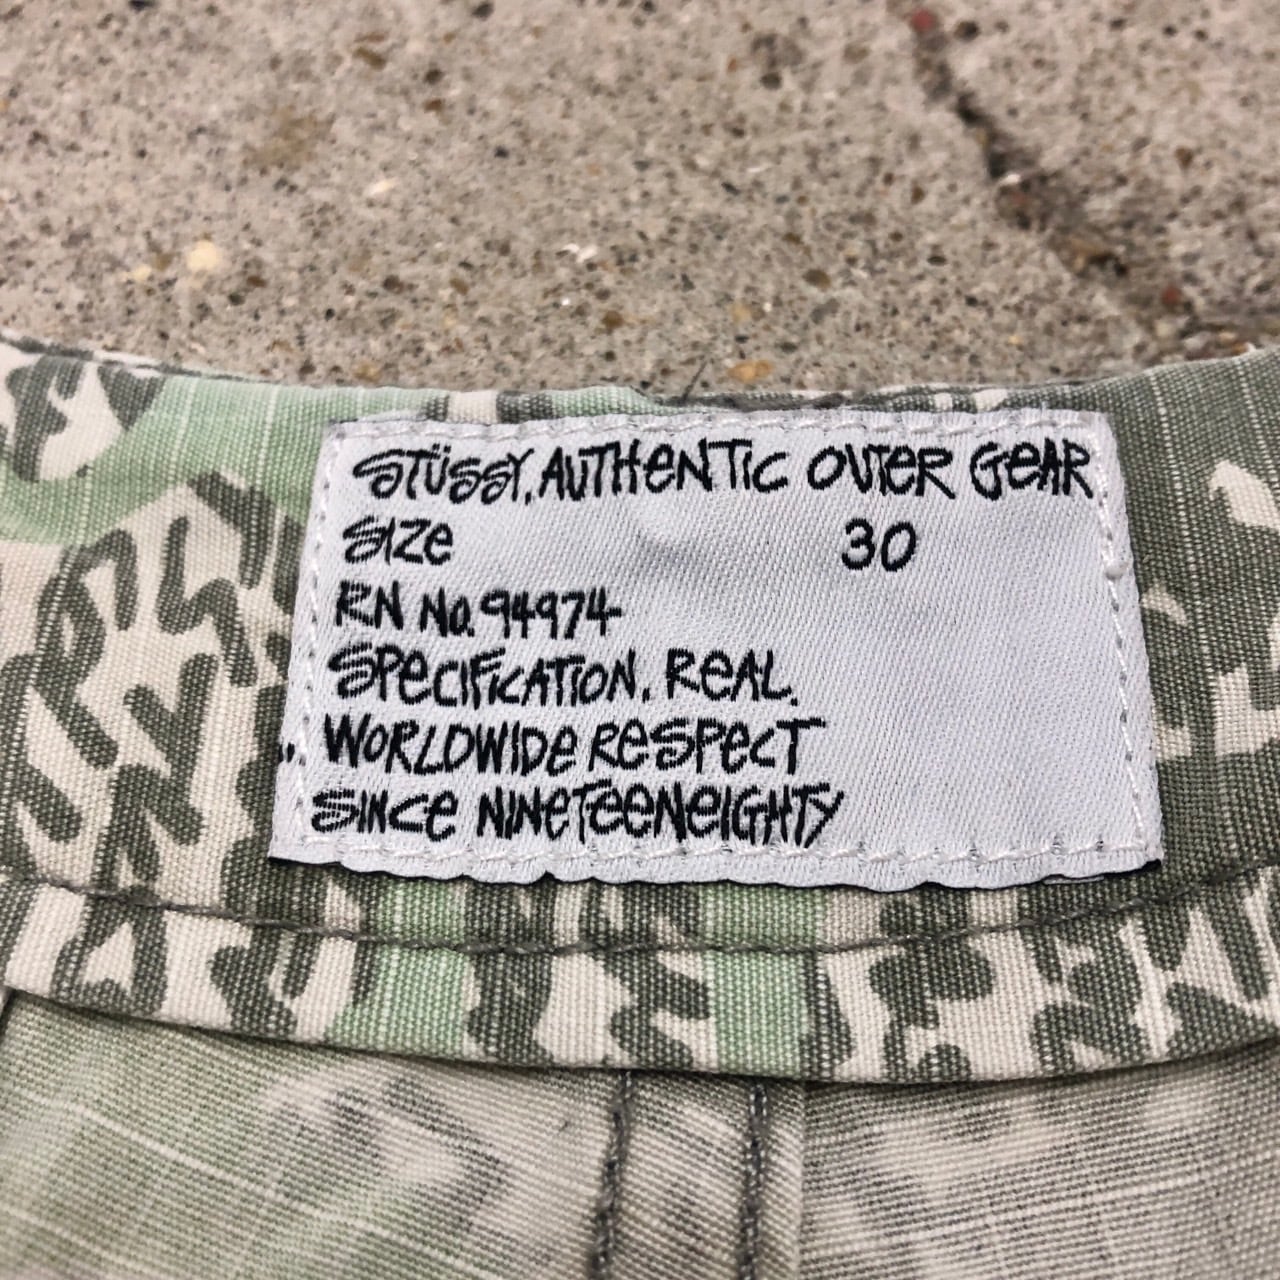 STÜSSY. AUTHENTIC OUTER GEAR
SIZE 30
RN No. 94974
SPECIFICATION. REAL.
WORLDWIDE RESPECT
SINCE NINETEENEIGHTY